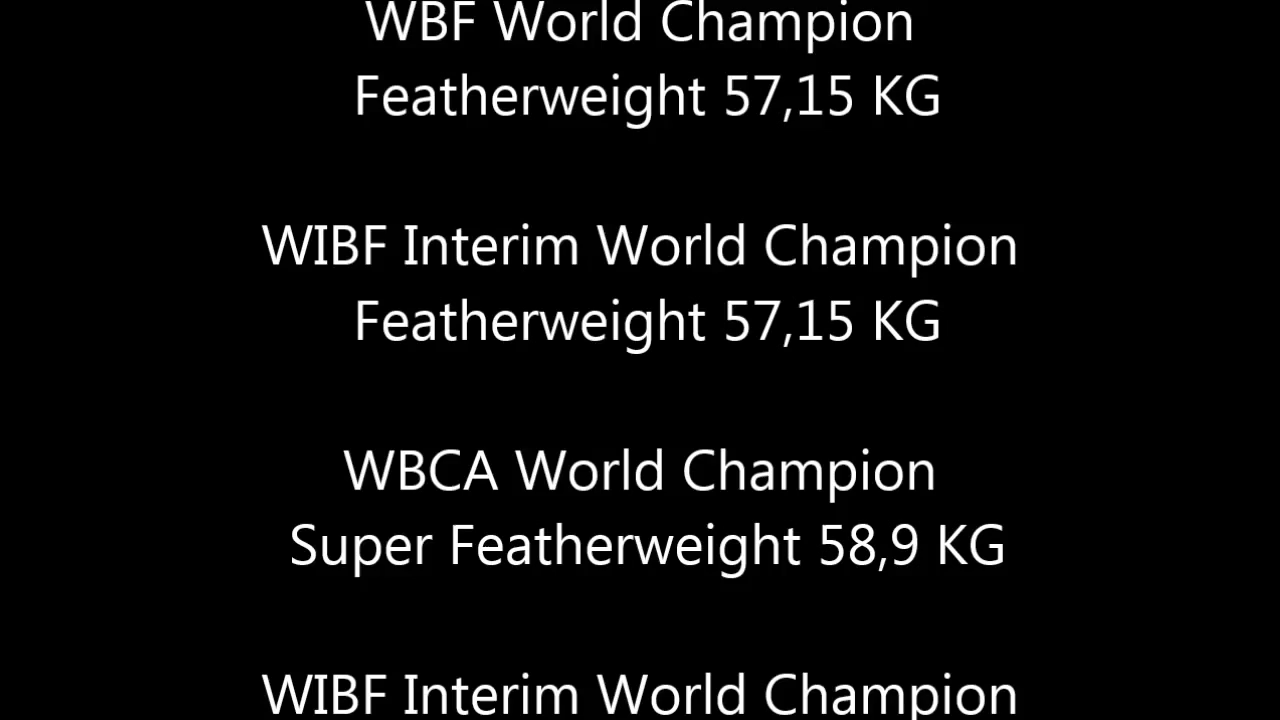 WBF World Champion
Featherweight 57,15 KG
WIBF Interim World Champion
Featherweight 57,15 KG
WBCA World Champion
Super Featherweight 58,9 KG
WIBF Interim World Champion